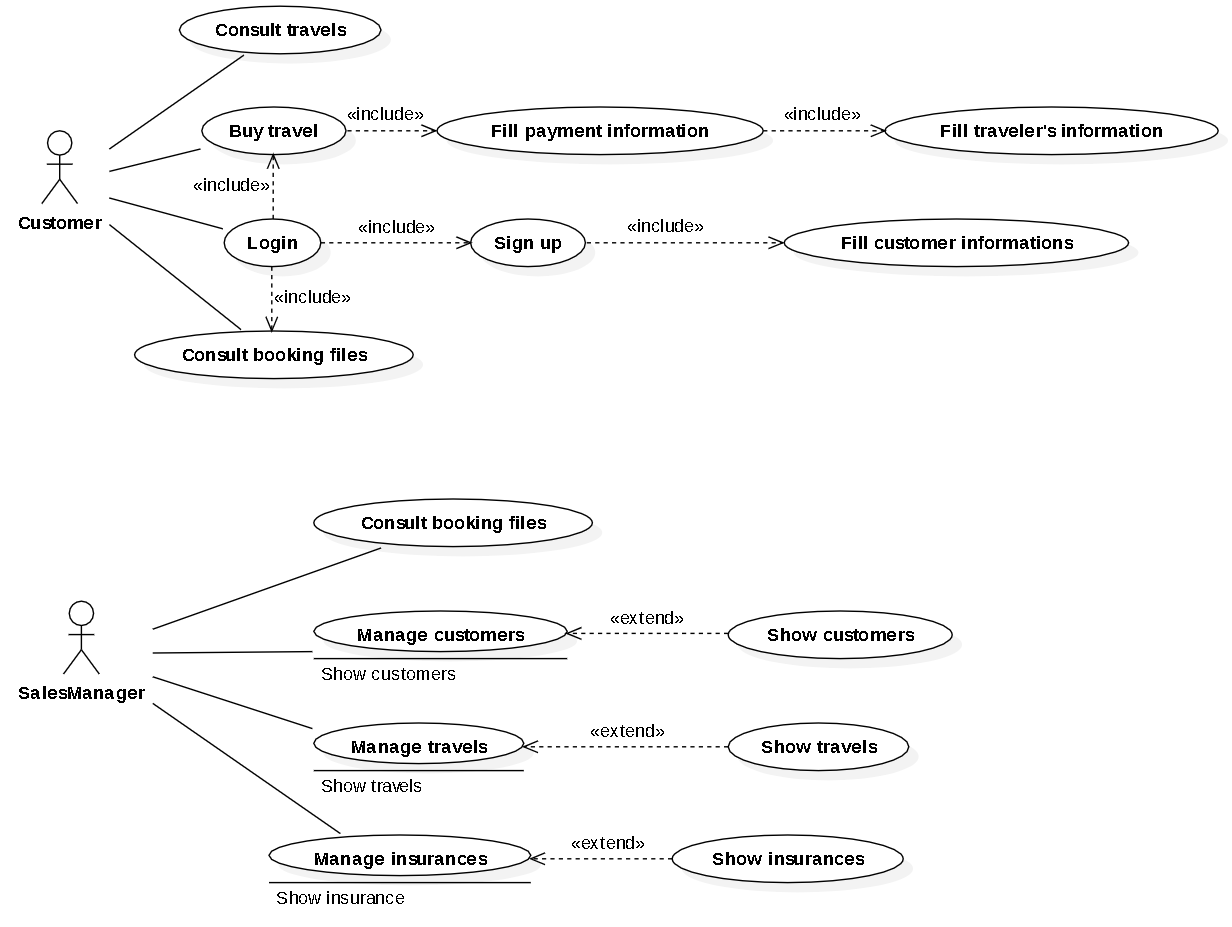 Consult travels
«include»
«include»
Buy travel
Fill payment information
Fill traveler's information
«include»
Customer
«include»
«include»
Login
Sign up
Fill customer informations
«include»
Consult booking files
Consult booking files
«extend»
Manage customers
Show customers
Show customers
SalesManager
«extend»
Manage travels
Show travels
Show travels
«extend»
Manage insurances
Show insurances
Show insurance